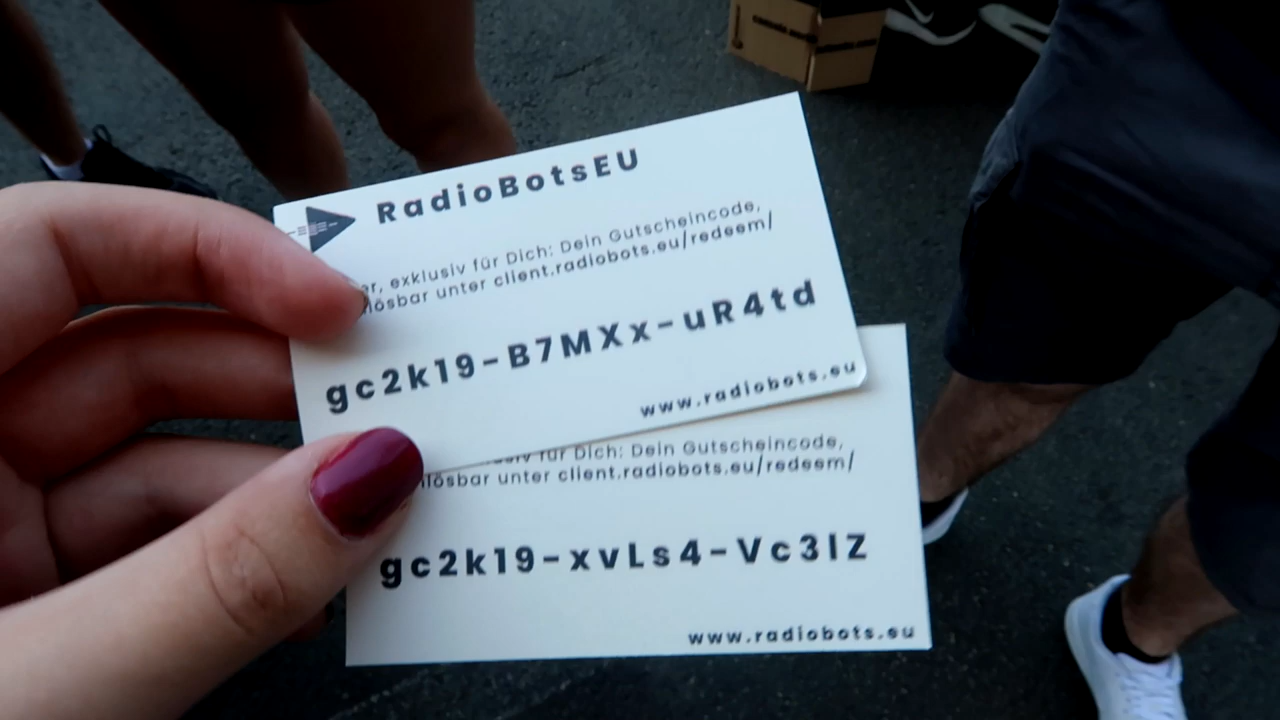 RadioBotsEU
er, exklusiv für Dich: Dein Gutscheincode,
lösbar unter client.radiobots.eu/redeem/
gc2k19-B7MXx-uR4td
www.radiobots.eu
für Dich: Dein Gutscheincode,
lösbar unter client.radiobots.eu/redeem/
gc2k19-xvLs4-Vc3lZ
www.radiobots.eu